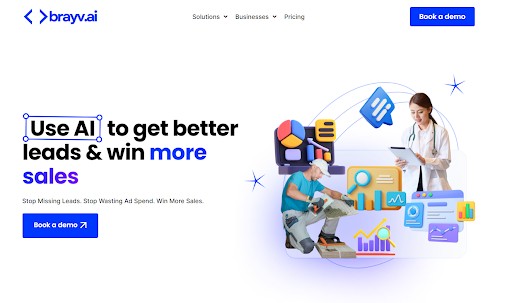 brayv.ai
Solutions Businesses Pricing
Book a demo
Use AI to get better
leads & win more
sales
Stop Missing Leads. Stop Wasting Ad Spend. Win More Sales.
Book a demo